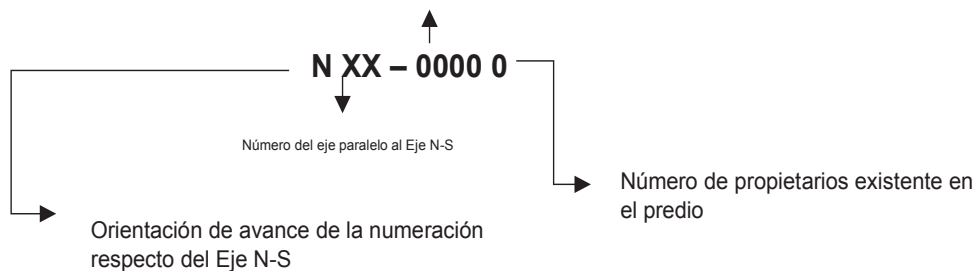 N XX – 0000 0
Número del eje paralelo al Eje N-S
Número de propietarios existente en
el predio
Orientación de avance de la numeración
respecto del Eje N-S